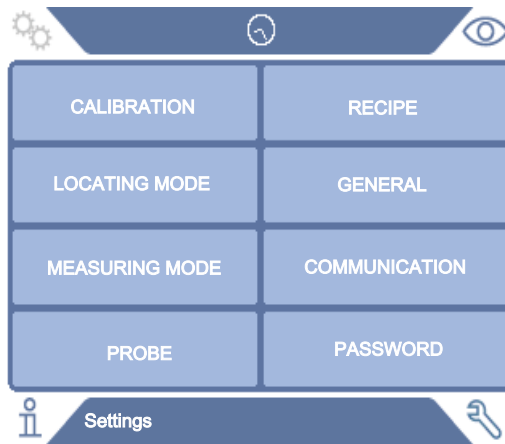 CALIBRATION
RECIPE
LOCATING MODE
GENERAL
MEASURING MODE
COMMUNICATION
PROBE
PASSWORD
Settings